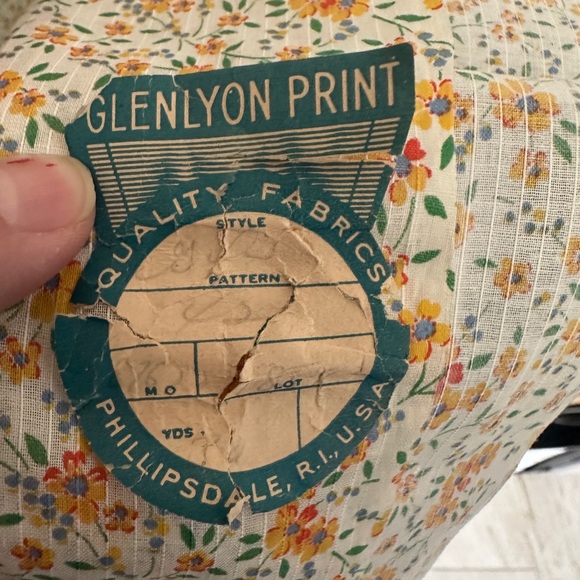 GLENLYON PRINT
QUALITY FABRICS
STYLE
PATTERN
MO
LOT
YDS
PHILLIPSDALE, R.I., U.S.A